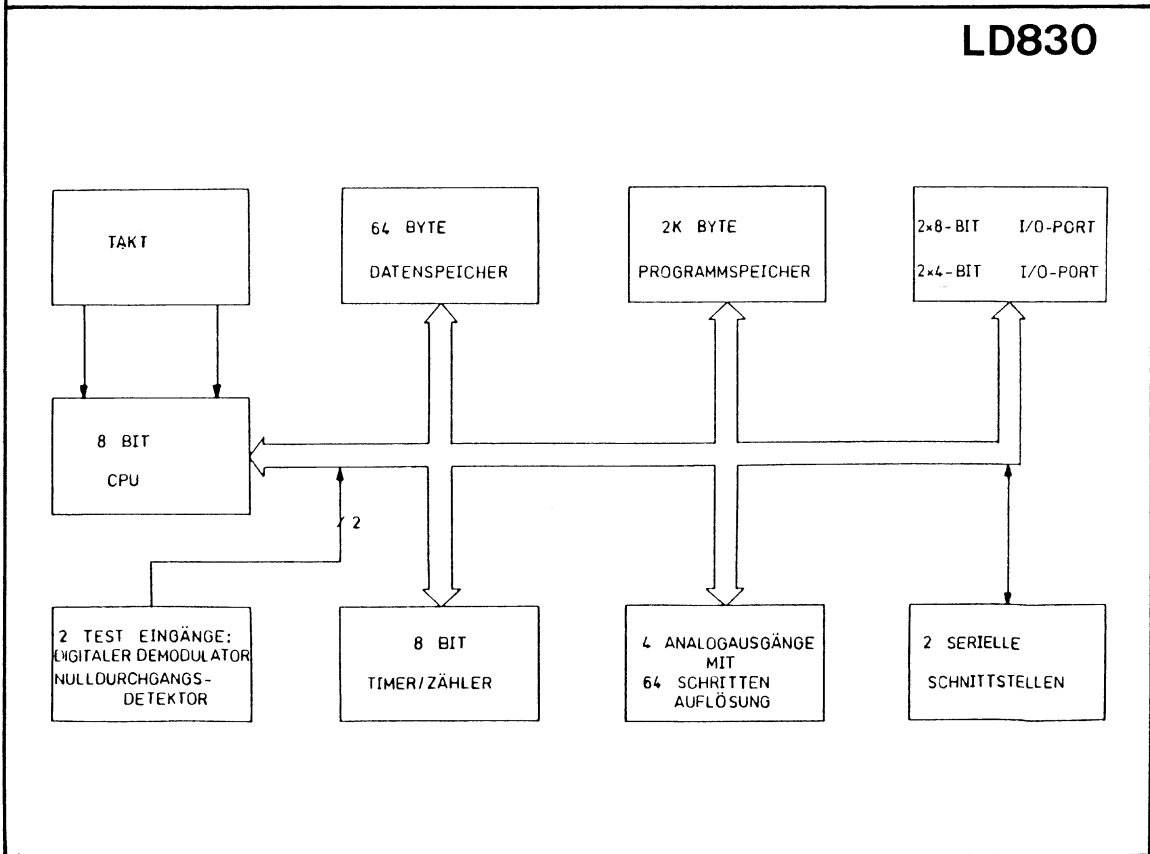 LD830
TAKT
64 BYTE
DATENSPEICHER
2K BYTE
PROGRAMMSPEICHER
2×8-BIT I/O-PORT
2×4-BIT I/O-PORT
8 BIT
CPU
2
2 TEST EINGÄNGE:
DIGITALER DEMODULATOR
NULLDURCHGANGS-
DETEKTOR
8 BIT
TIMER/ZÄHLER
4 ANALOGAUSGÄNGE
MIT
64 SCHRITTEN
AUFLÖSUNG
2 SERIELLE
SCHNITTSTELLEN